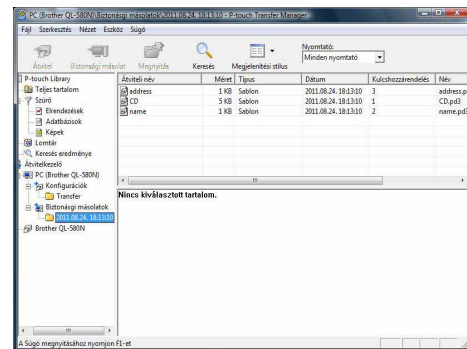 PC (Brother QL-580N)\Biztonási másolatok\2011.08.24. 18:13:10 - P-touch Transfer Manager
Fájl Szerkesztés Nézet Eszköz Súgó
Átvitel Biztonsági másolat Megnyitás Keresés Megjelenítési stílus
Nyomtató:
Minden nyomtató
P-touch Library
Teljes tartalom
Szűrő
Elrendezések
Adatbázisok
Képek
Lomtár
Keresés eredménye
Átvitelkezelő
PC (Brother QL-580N)
Konfigurációk
Transfer
Biztonásgi másolatok
2011.08.24. 18:13:10
Brother QL-580N
Átviteli név Méret Típus Dátum Kulcshozzárendelés Név
address 1 KB Sablon 2011.08.24. 18:13:10 3 address.p
CD 5 KB Sablon 2011.08.24. 18:13:10 1 CD.pd3
name 1 KB Sablon 2011.08.24. 18:13:10 2 name.pd3
Nincs kiválasztott tartalom.
A Súgó megnyitásához nyomjon F1-et